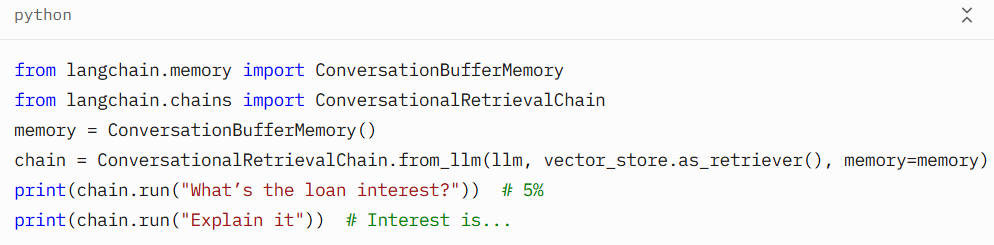 python
from langchain.memory import ConversationBufferMemory
from langchain.chains import ConversationalRetrievalChain
memory = ConversationBufferMemory()
chain = ConversationalRetrievalChain.from_llm(llm, vector_store.as_retriever(), memory=memory)
print(chain.run("What’s the loan interest?"))  # 5%
print(chain.run("Explain it"))  # Interest is...